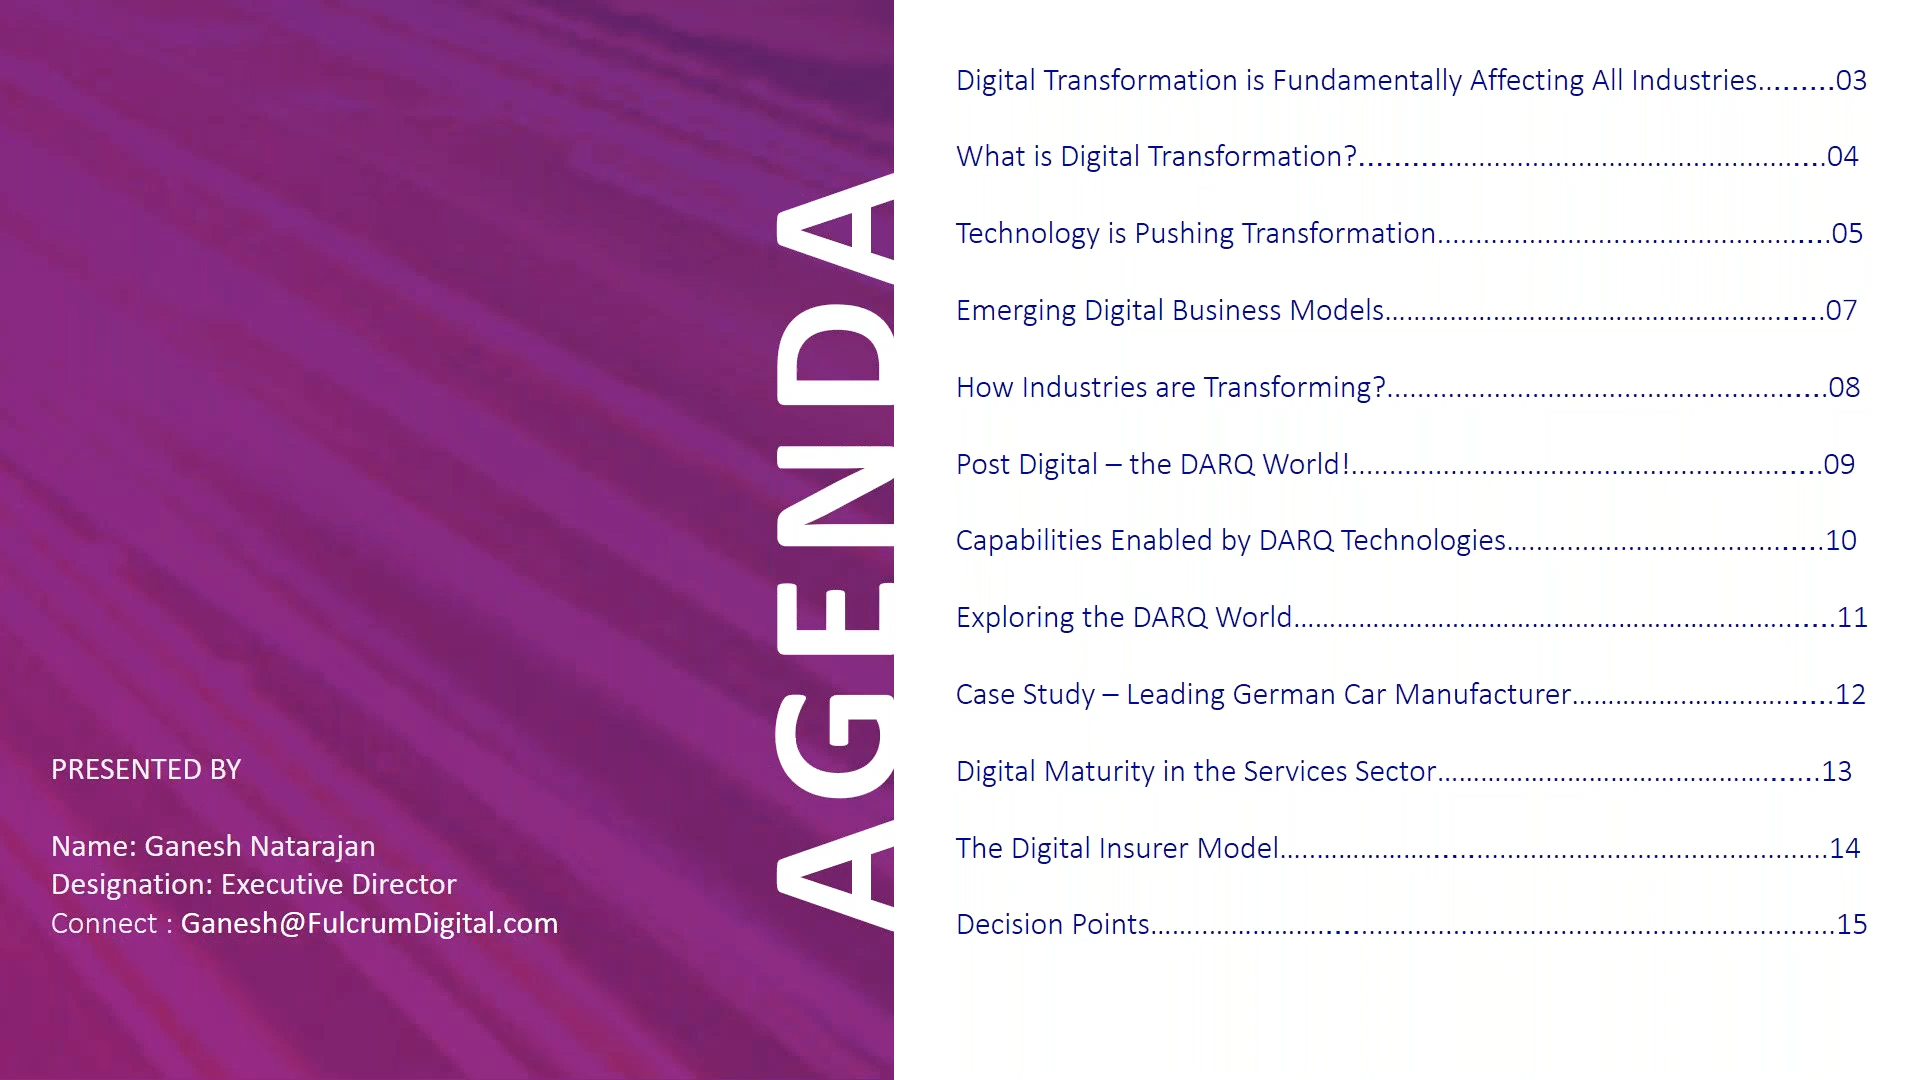 AGENDA
PRESENTED BY
Name: Ganesh Natarajan
Designation: Executive Director
Connect : Ganesh@FulcrumDigital.com
Digital Transformation is Fundamentally Affecting All Industries.........03
What is Digital Transformation?..........................................................04
Technology is Pushing Transformation.................................................05
Emerging Digital Business Models.......................................................07
How Industries are Transforming?.......................................................08
Post Digital – the DARQ World!...........................................................09
Capabilities Enabled by DARQ Technologies........................................10
Exploring the DARQ World..................................................................11
Case Study – Leading German Car Manufacturer................................12
Digital Maturity in the Services Sector................................................13
The Digital Insurer Model....................................................................14
Decision Points....................................................................................15